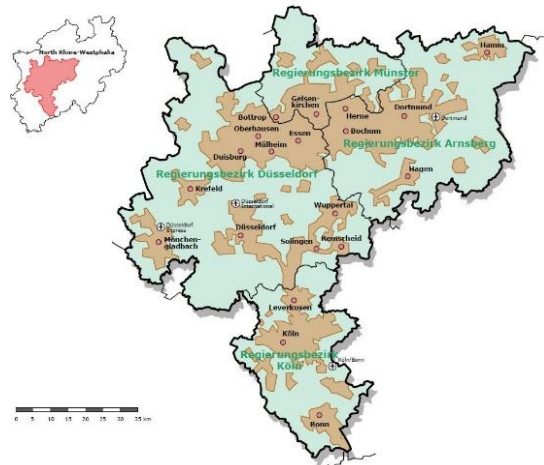 North Rhine-Westphalia
Hamm
Regierungsbezirk Münster
Gelsen-
kirchen
Bottrop
Herne
Dortmund
Dortmund
Oberhausen
Essen
Bochum
Mülheim
Regierungsbezirk Arnsberg
Duisburg
Hagen
Regierungsbezirk Düsseldorf
Krefeld
Düsseldorf
International
Wuppertal
Düsseldorf
Express
Mönchen-
gladbach
Düsseldorf
Solingen
Remscheid
Leverkusen
Köln
Regierungsbezirk
Köln
Köln/Bonn
Bonn
0 5 10 15 20 25 30 35 km